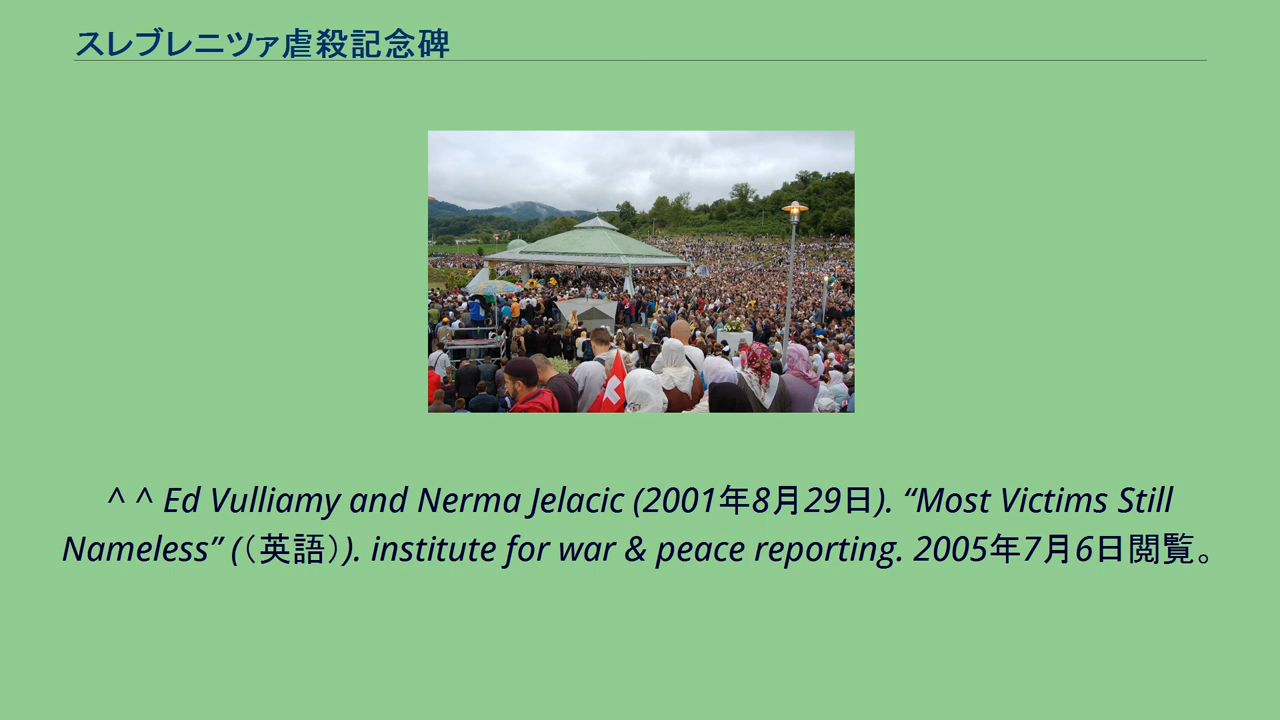 スレブレニツァ虐殺記念碑
^ ^ Ed Vulliamy and Nerma Jelacic (2001年8月29日). “Most Victims Still
Nameless” (（英語）). institute for war & peace reporting. 2005年7月6日閲覧。